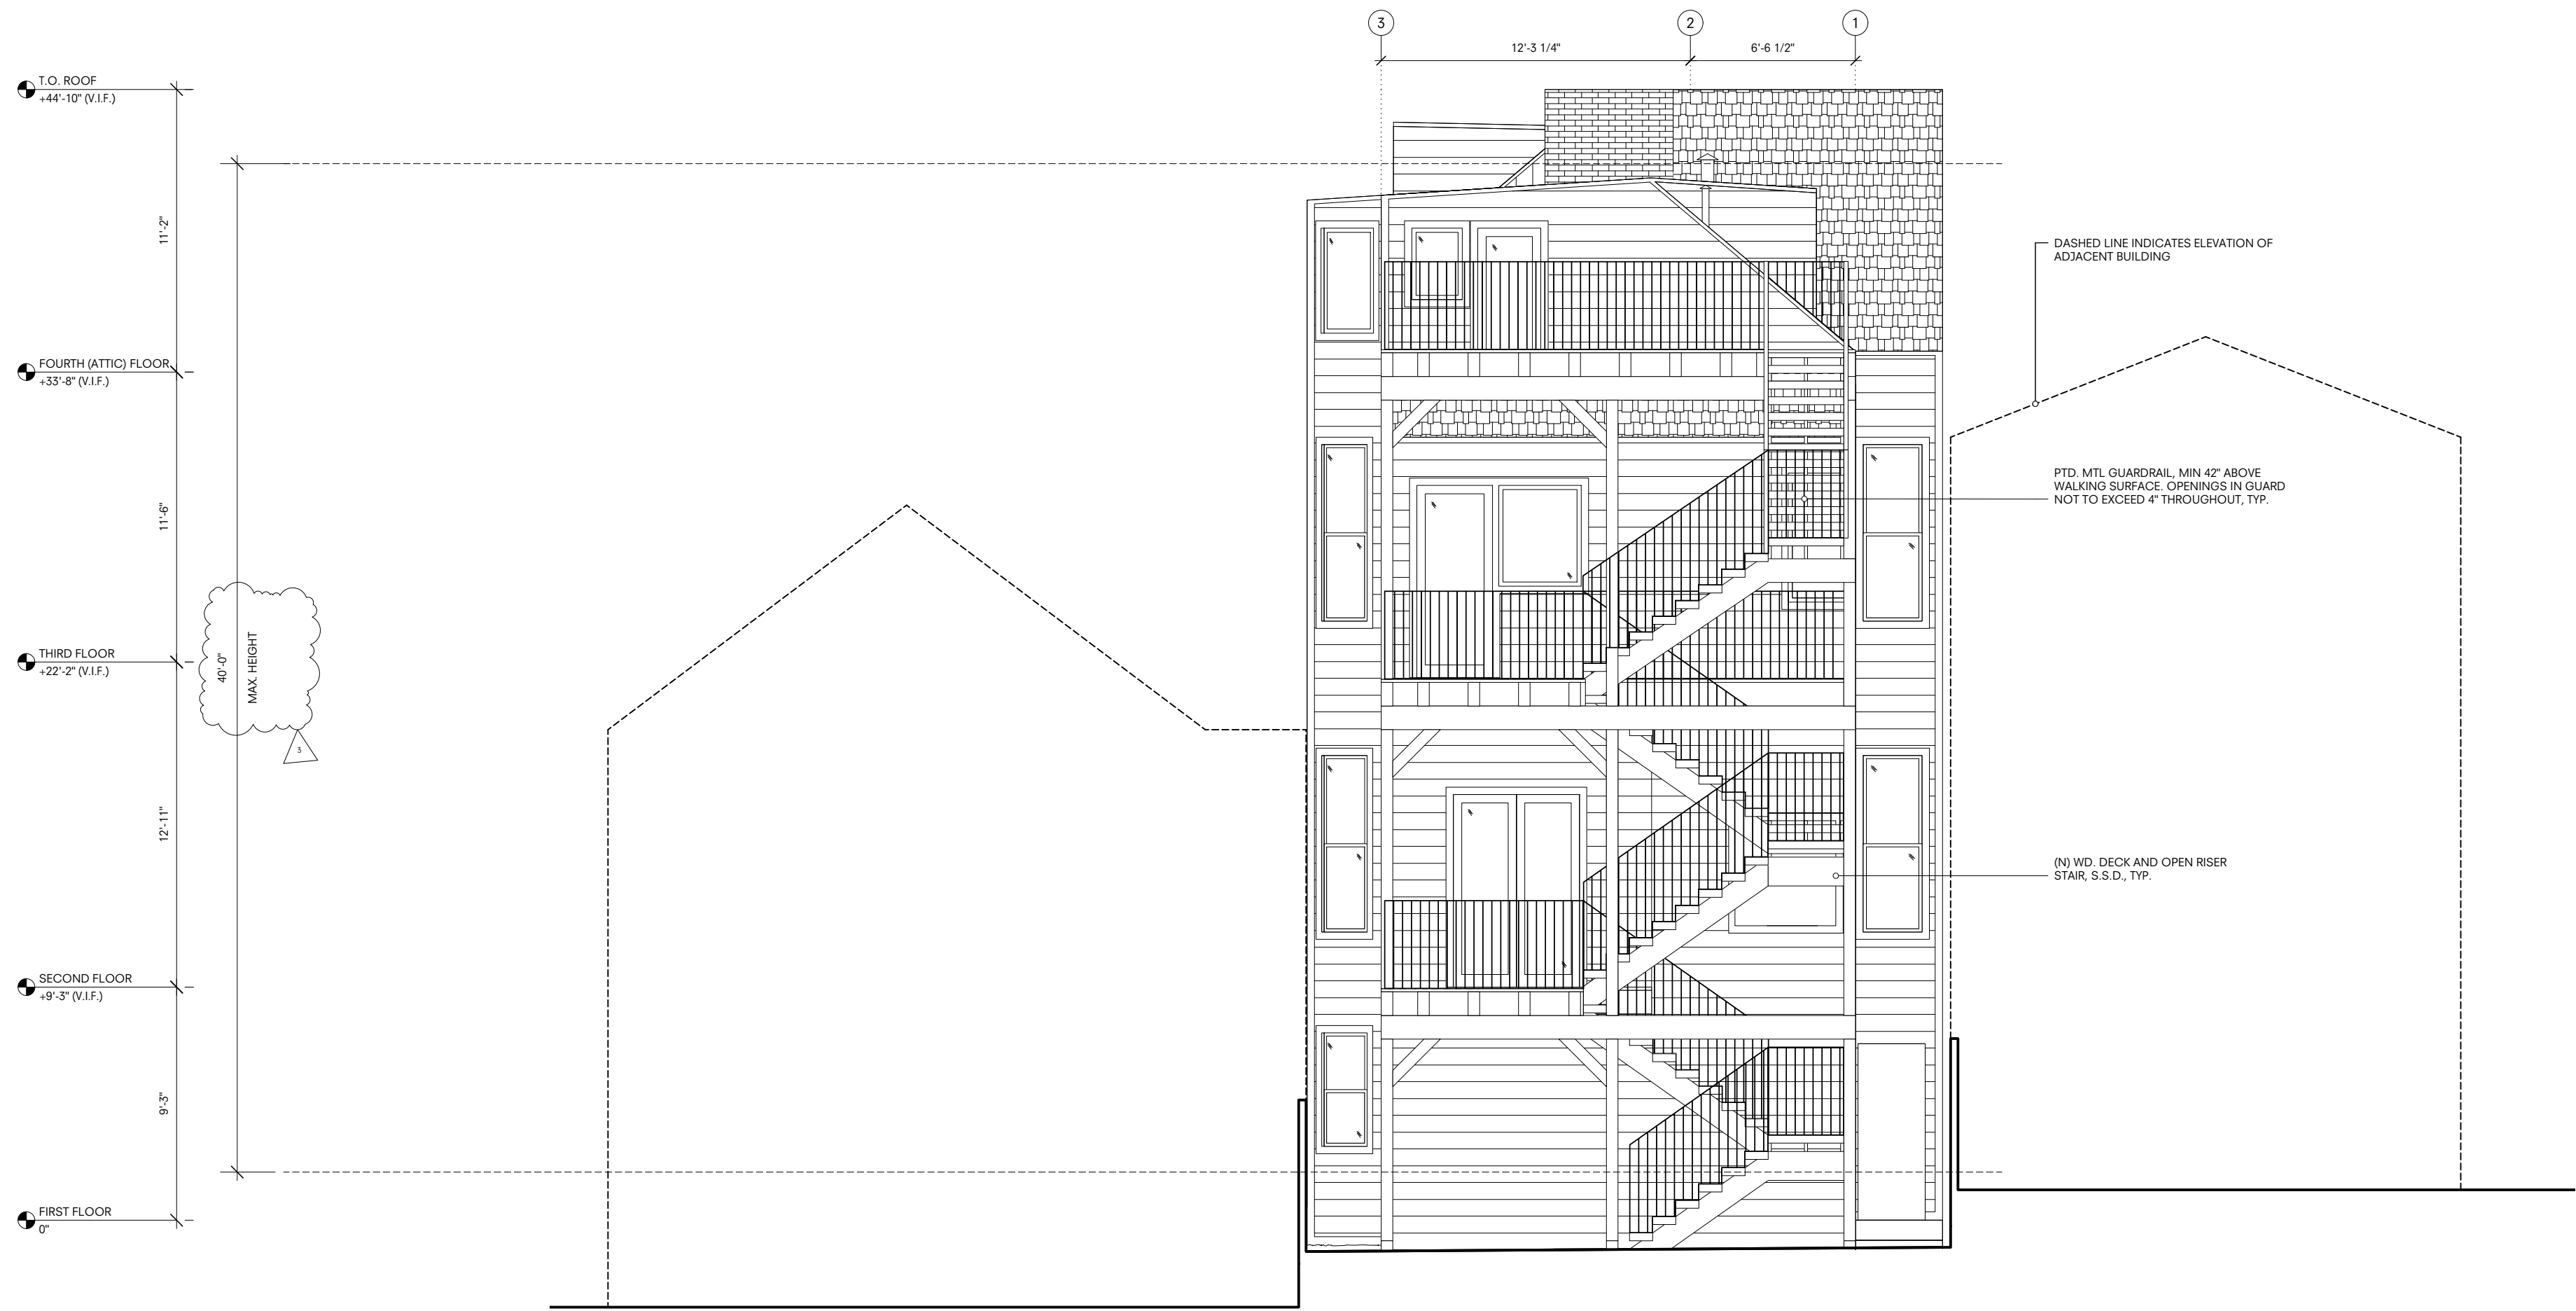 3
2
1
12'-3 1/4"
6'-6 1/2"
T.O. ROOF
+44'-10" (V.I.F.)
11'-2"
DASHED LINE INDICATES ELEVATION OF
ADJACENT BUILDING
FOURTH (ATTIC) FLOOR
+33'-8" (V.I.F.)
PTD. MTL GUARDRAIL, MIN 42" ABOVE
WALKING SURFACE. OPENINGS IN GUARD
NOT TO EXCEED 4" THROUGHOUT, TYP.
11'-6"
THIRD FLOOR
+22'-2" (V.I.F.)
40'-0"
MAX. HEIGHT
3
12'-11"
(N) WD. DECK AND OPEN RISER
STAIR, S.S.D., TYP.
SECOND FLOOR
+9'-3" (V.I.F.)
9'-3"
FIRST FLOOR
0"